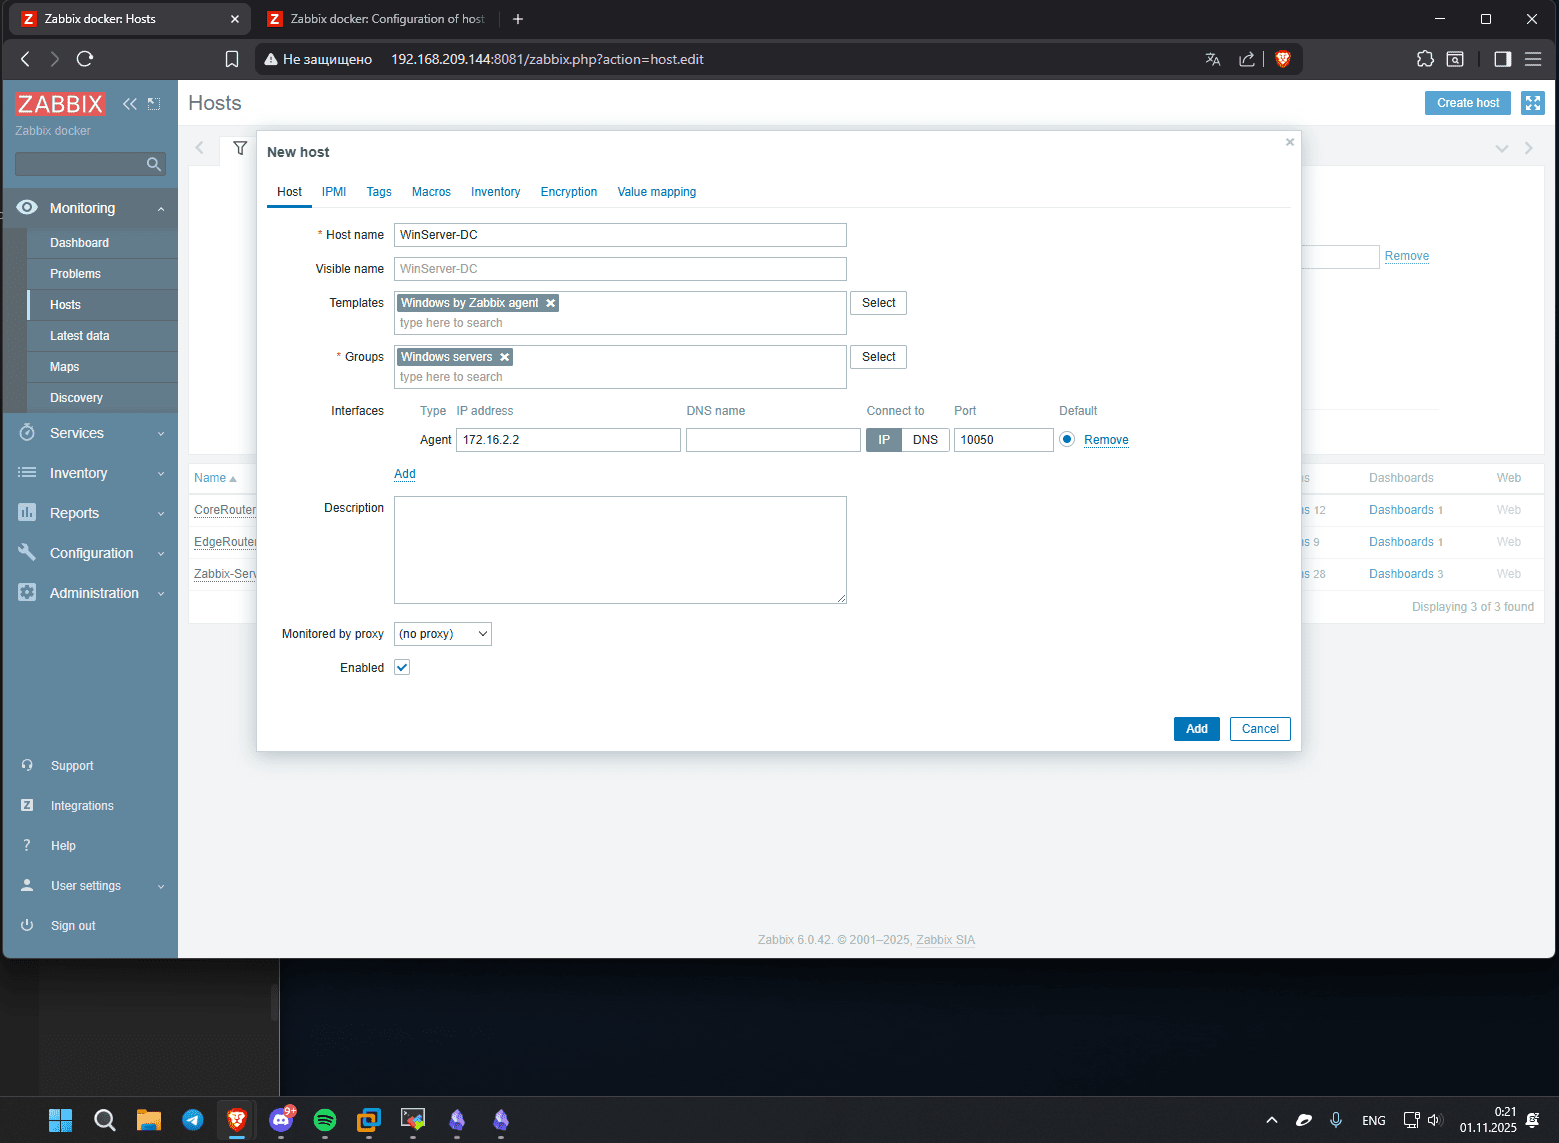 Zabbix docker: Hosts
Zabbix docker: Configuration of host
Не защищено 192.168.209.144:8081/zabbix.php?action=host.edit
ZABBIX
Zabbix docker
Hosts
Create host
Monitoring
Dashboard
Problems
Hosts
Latest data
Maps
Discovery
Services
Inventory
Reports
Configuration
Administration
Support
Integrations
Help
User settings
Sign out
New host
Host IPMI Tags Macros Inventory Encryption Value mapping
* Host name WinServer-DC
Visible name WinServer-DC
Templates Windows by Zabbix agent Select
type here to search
* Groups Windows servers Select
type here to search
Interfaces Type IP address DNS name Connect to Port Default
Agent 172.16.2.2 IP DNS 10050 Remove
Add
Description
Monitored by proxy (no proxy)
Enabled
Add Cancel
Remove
Name Dashboards Web
CoreRouter 12 Dashboards 1 Web
EdgeRouter 9 Dashboards 1 Web
Zabbix-Serv 28 Dashboards 3 Web
Displaying 3 of 3 found
Zabbix 6.0.42. © 2001–2025, Zabbix SIA
9+
ENG
0:21
01.11.2025